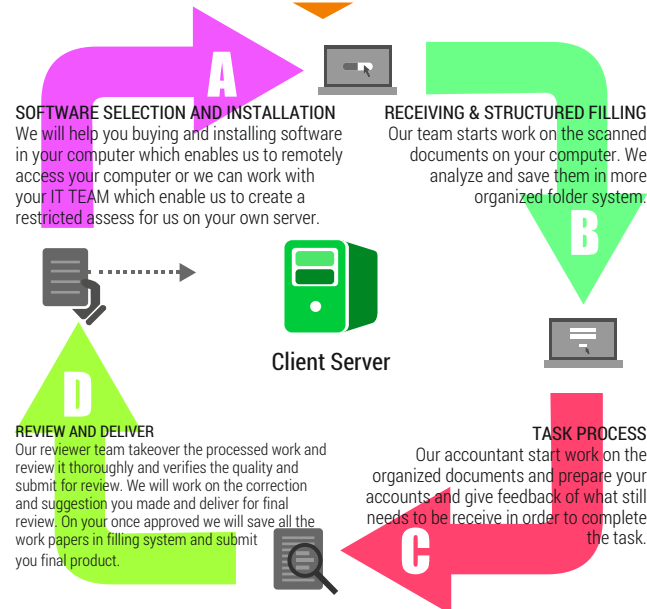 A
SOFTWARE SELECTION AND INSTALLATION
We will help you buying and installing software
in your computer which enables us to remotely
access your computer or we can work with
your IT TEAM which enable us to create a
restricted assess for us on your own server.
RECEIVING & STRUCTURED FILLING
Our team starts work on the scanned
documents on your computer. We
analyze and save them in more
organized folder system.
B
Client Server
TASK PROCESS
Our accountant start work on the
organized documents and prepare your
accounts and give feedback of what still
needs to be receive in order to complete
the task.
C
D
REVIEW AND DELIVER
Our reviewer team takeover the processed work and
review it thoroughly and verifies the quality and
submit for review. We will work on the correction
and suggestion you made and deliver for final
review. On your once approved we will save all the
work papers in filling system and submit
you final product.